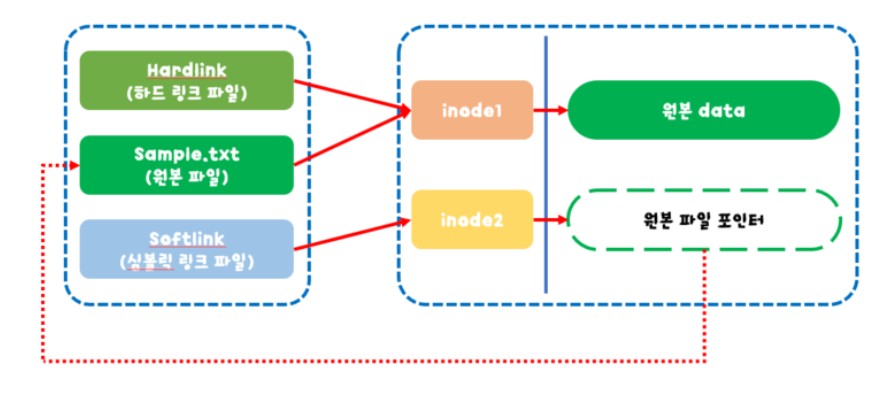 Hardlink
(하드 링크 파일)
Sample.txt
(원본 파일)
Softlink
(심볼릭 링크 파일)
inode1
원본 data
inode2
원본 파일 포인터